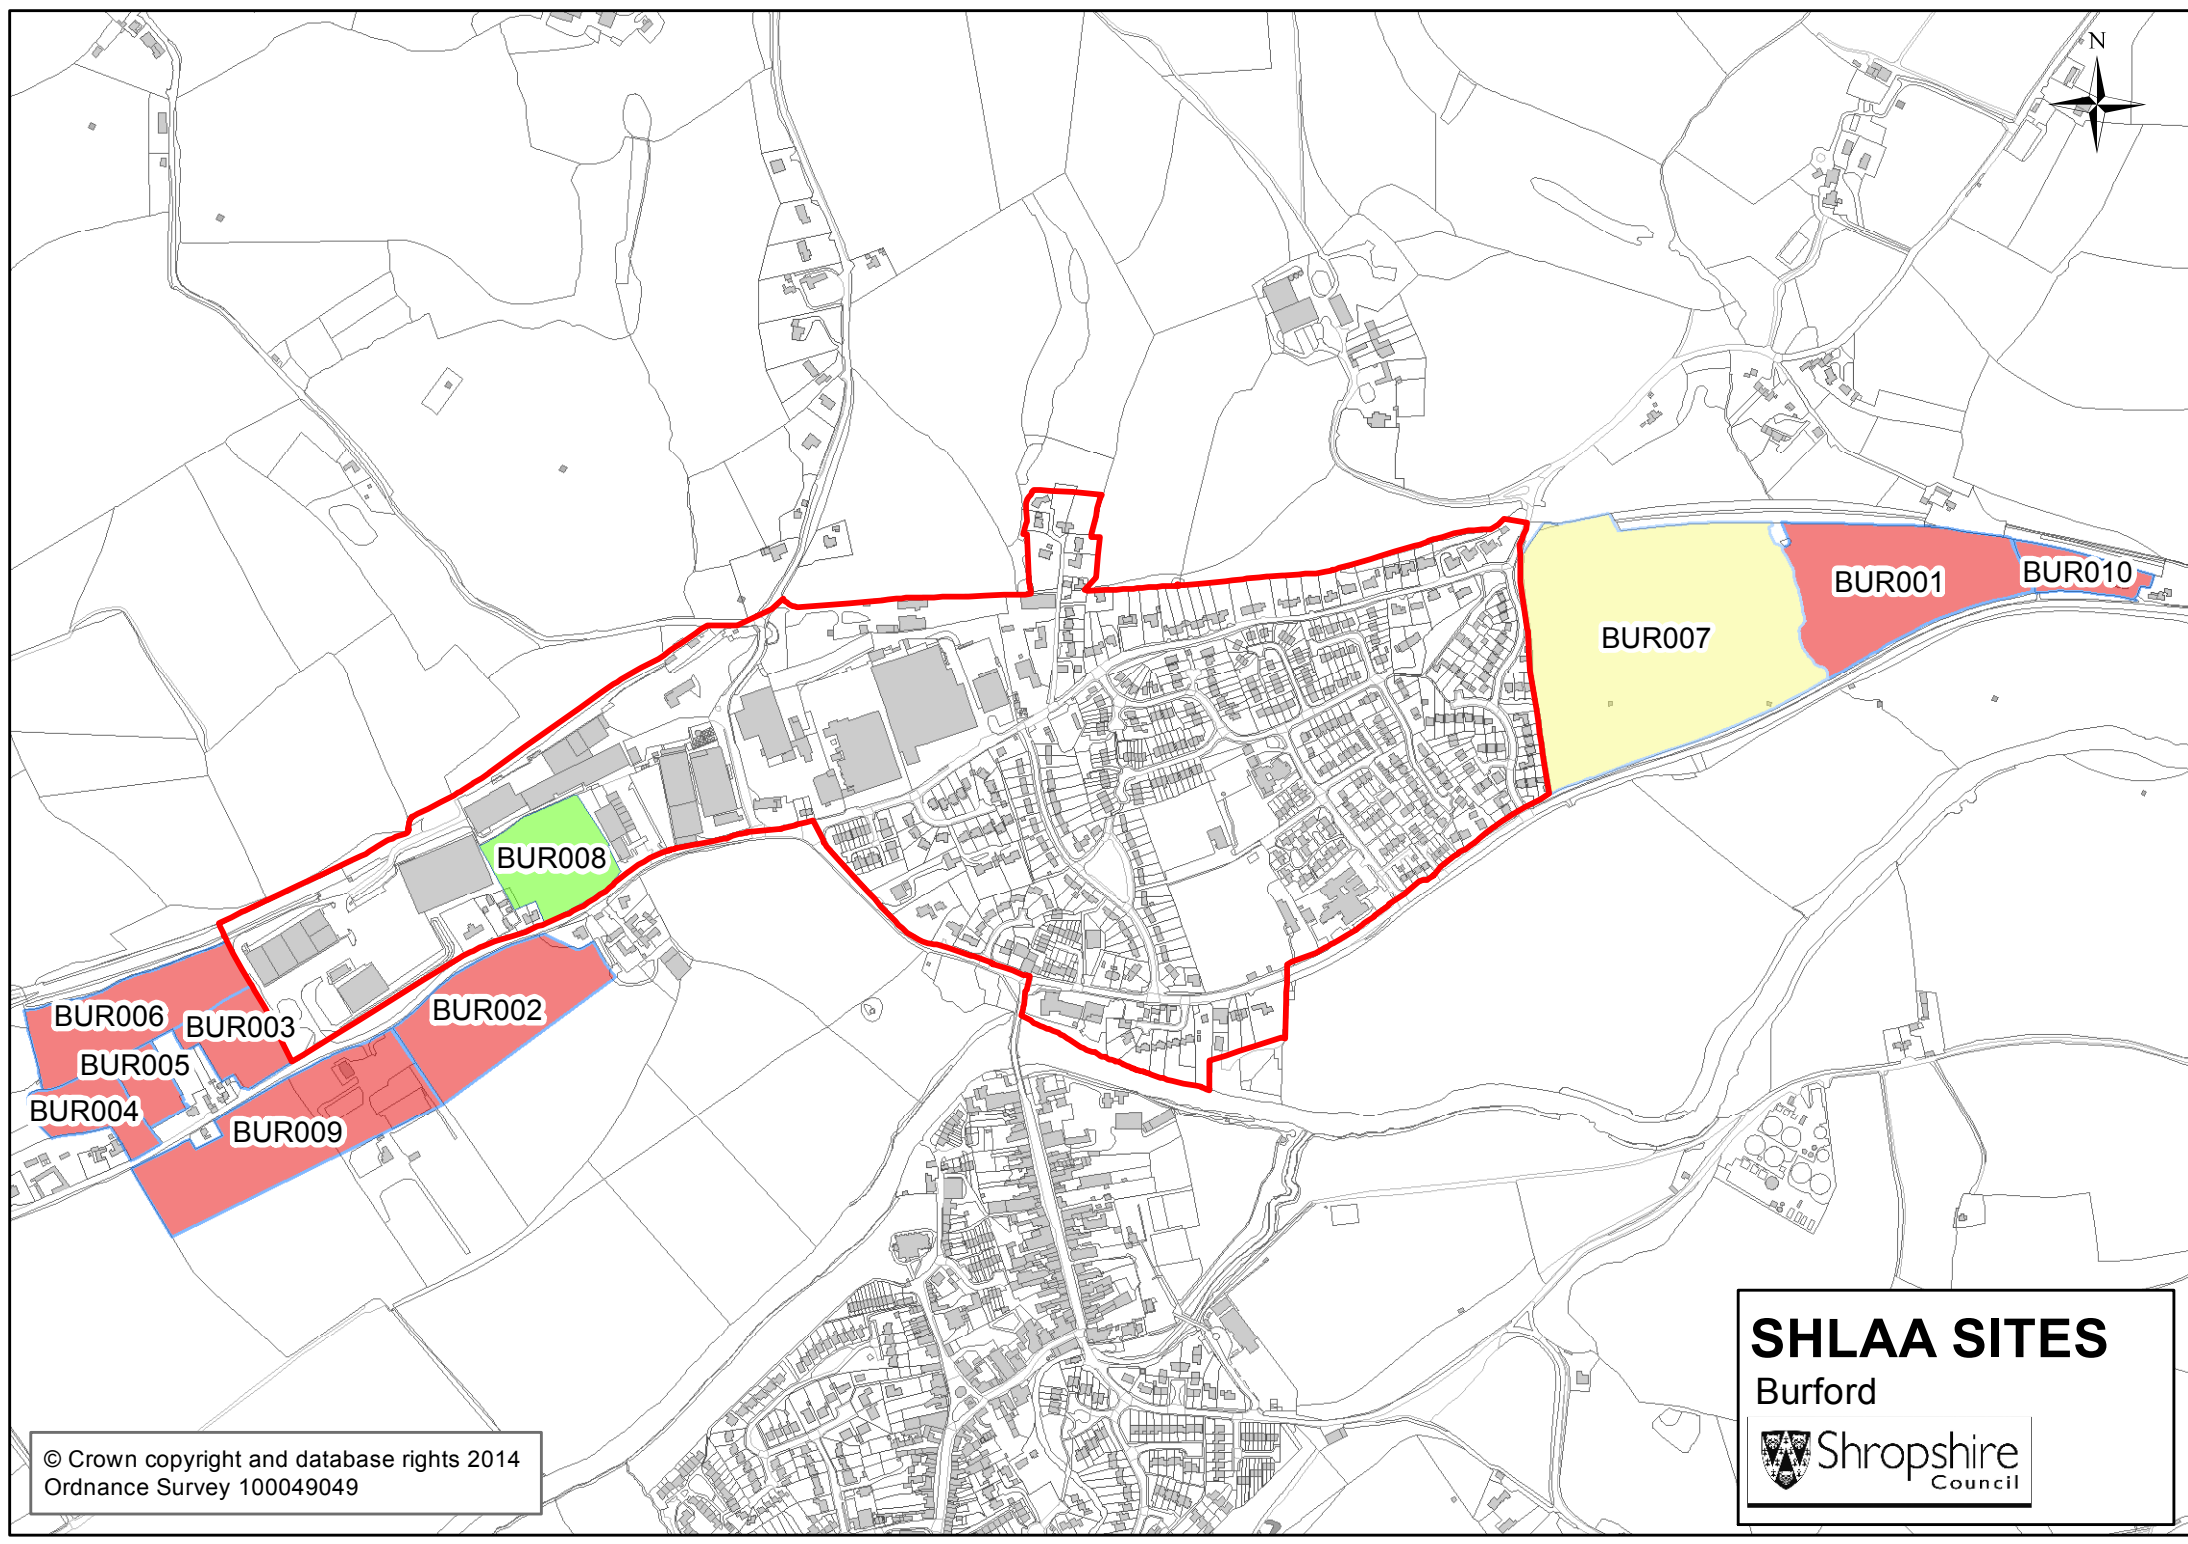 N
BUR001
BUR010
BUR007
BUR008
BUR002
BUR006
BUR003
BUR005
BUR004
BUR009
SHLAA SITES
Burford
Shropshire
Council
© Crown copyright and database rights 2014
Ordnance Survey 100049049